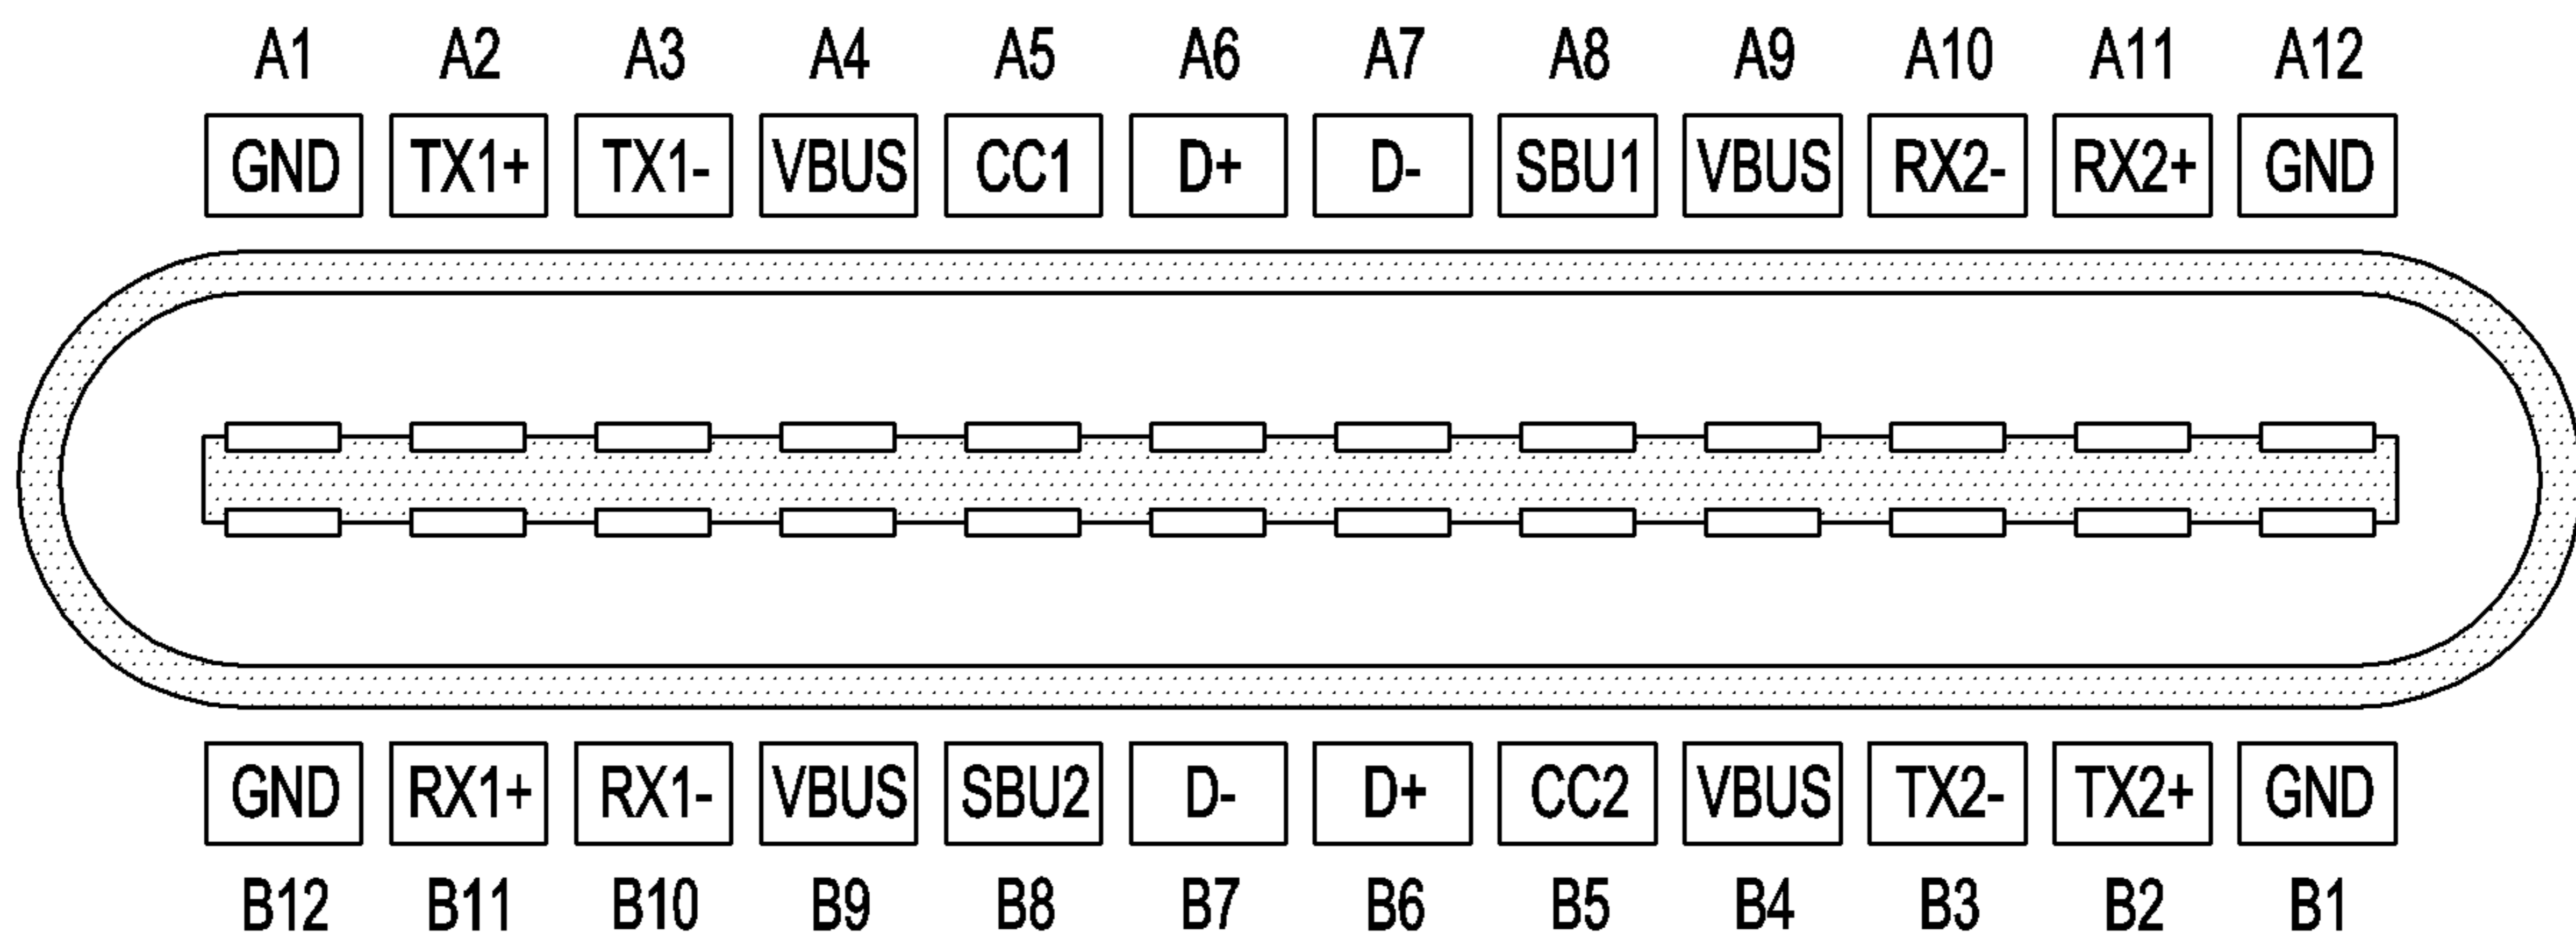 A1 A2 A3 A4 A5 A6 A7 A8 A9 A10 A11 A12
GND TX1+ TX1- VBUS CC1 D+ D- SBU1 VBUS RX2- RX2+ GND
GND RX1+ RX1- VBUS SBU2 D- D+ CC2 VBUS TX2- TX2+ GND
B12 B11 B10 B9 B8 B7 B6 B5 B4 B3 B2 B1